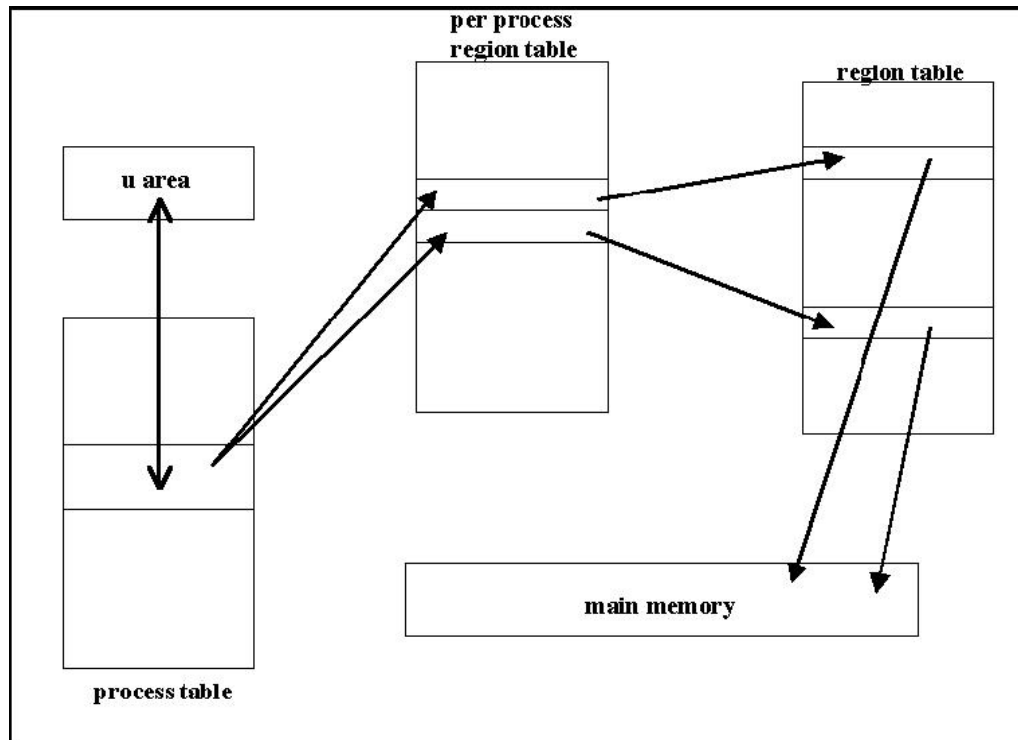 per process
region table
region table
u area
main memory
process table